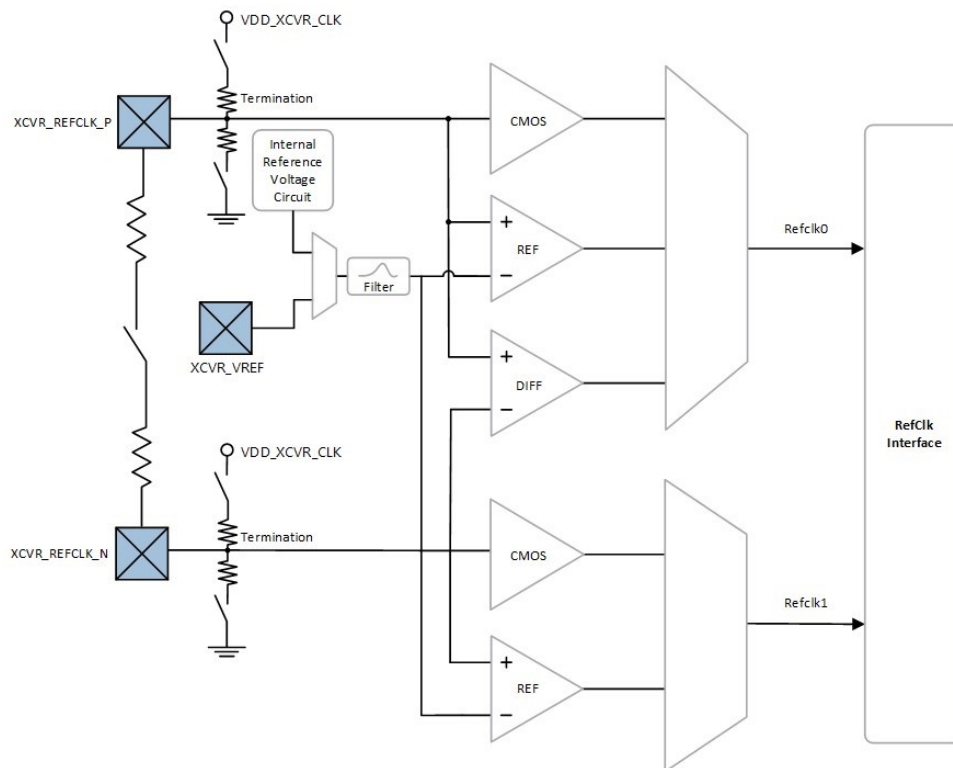 VDD_XCVR_CLK
Termination
XCVR_REFCLK_P
CMOS
Internal
Reference
Voltage
Circuit
+
REF
−
Refclk0
Filter
XCVR_VREF
+
DIFF
−
RefClk
Interface
VDD_XCVR_CLK
Termination
XCVR_REFCLK_N
CMOS
Refclk1
+
REF
−